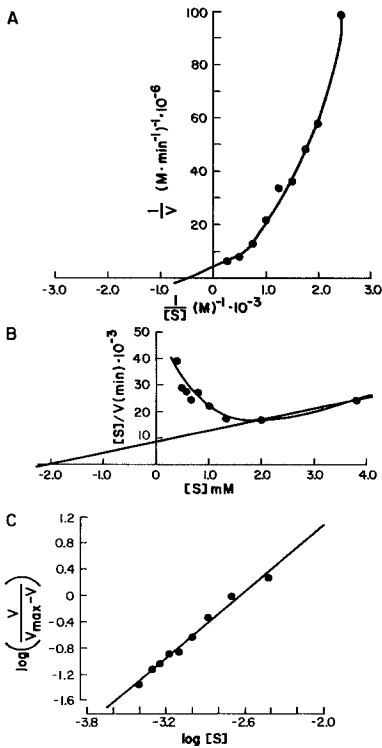 A
100
80
60
40
20
1/V (M · min⁻¹)⁻¹ · 10⁻⁶
-3.0 -2.0 -1.0 0 1.0 2.0 3.0
1/[S] (M)⁻¹ · 10⁻³
B
50
40
30
20
10
[S]/V (min) · 10⁻³
-2.0 -1.0 0 1.0 2.0 3.0 4.0
[S] mM
C
1.2
0.8
0.4
0
-0.4
-0.8
-1.2
-1.6
log(V/Vmax-V)
-3.8 -3.2 -2.6 -2.0
log [S]